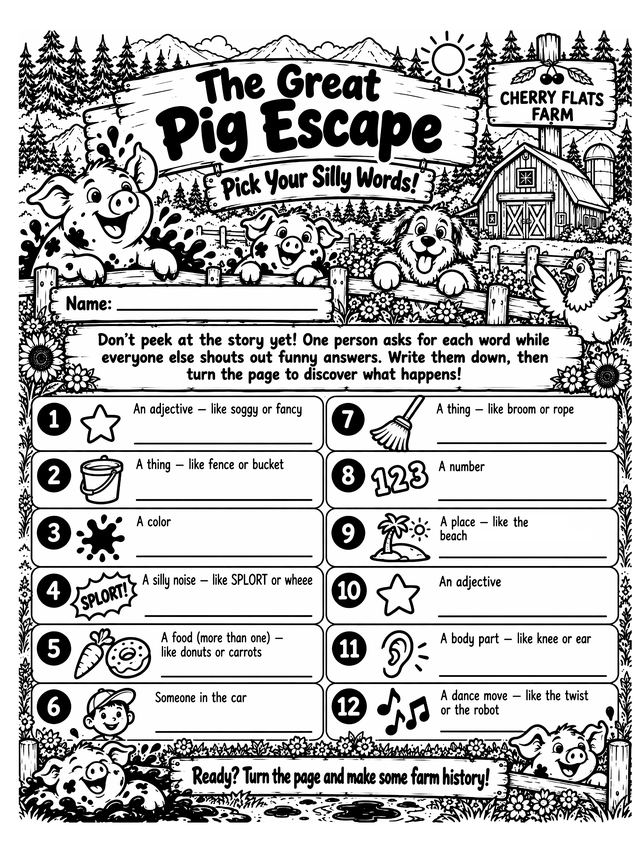 The Great
Pig Escape
Pick Your Silly Words!
CHERRY FLATS
FARM
Name:
Don't peek at the story yet! One person asks for each word while
everyone else shouts out funny answers. Write them down, then
turn the page to discover what happens!
1 An adjective – like soggy or fancy
2 A thing – like fence or bucket
3 A color
4 SPLORT! A silly noise – like SPLORT or wheee
5 A food (more than one) –
like donuts or carrots
6 Someone in the car
7 A thing – like broom or rope
8 123 A number
9 A place – like the
beach
10 An adjective
11 A body part – like knee or ear
12 A dance move – like the twist
or the robot
Ready? Turn the page and make some farm history!